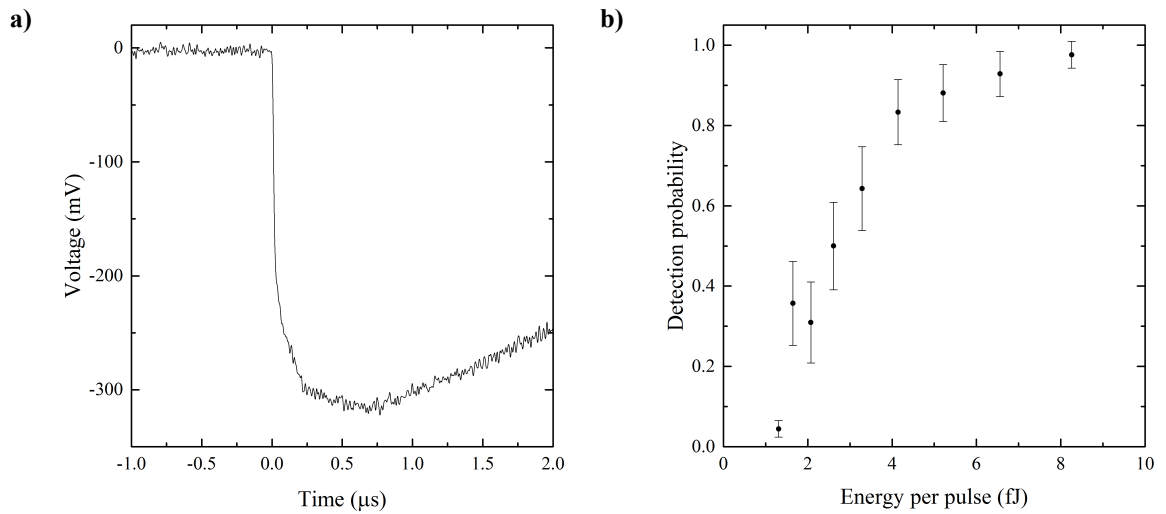 a)
0
-100
-200
-300
Voltage (mV)
-1.0 -0.5 0.0 0.5 1.0 1.5 2.0
Time (μs)
b)
1.0
0.8
0.6
0.4
0.2
0.0
Detection probability
0 2 4 6 8 10
Energy per pulse (fJ)